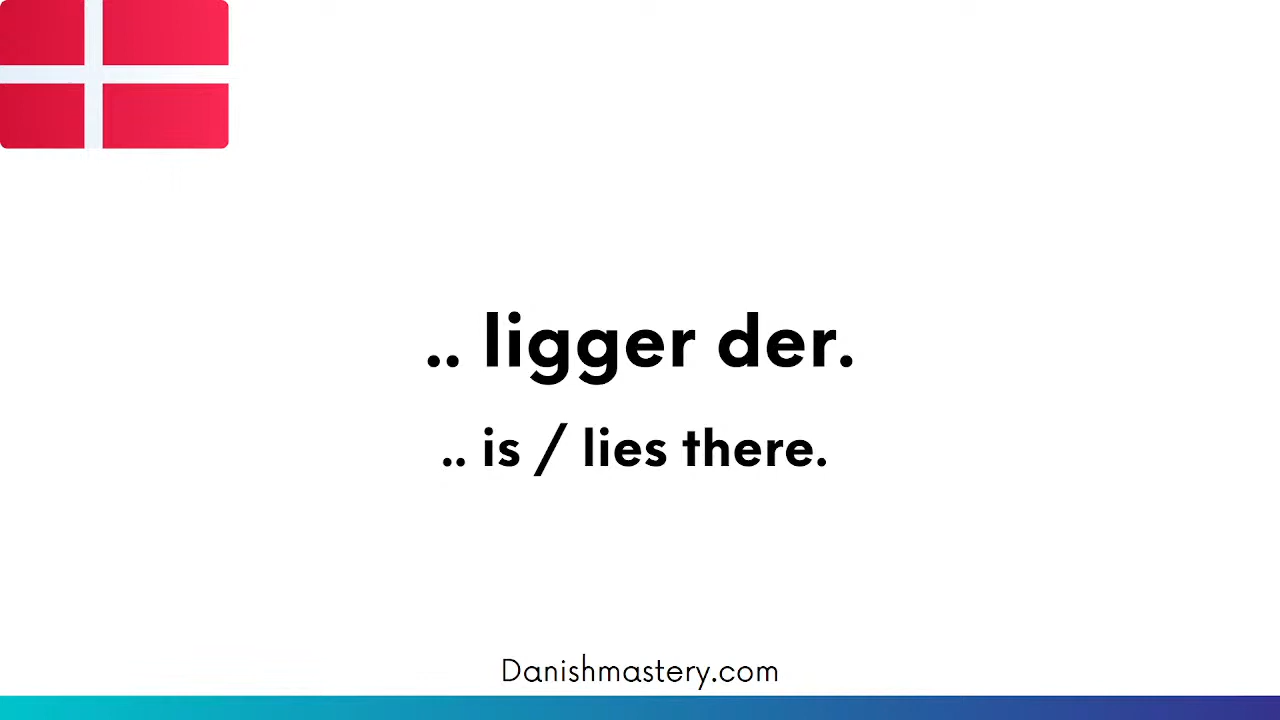 .. ligger der.
.. is / lies there.
Danishmastery.com